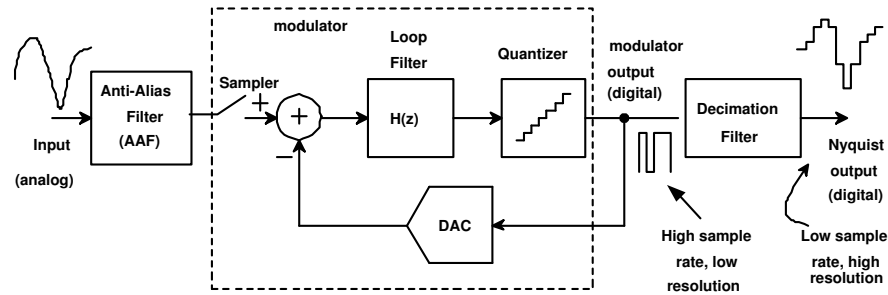 modulator
Loop
Filter
Quantizer
modulator
output
(digital)
Anti-Alias
Filter
(AAF)
Sampler
+
+
−
H(z)
Decimation
Filter
Input
(analog)
Nyquist
output
(digital)
DAC
High sample
rate, low
resolution
Low sample
rate, high
resolution